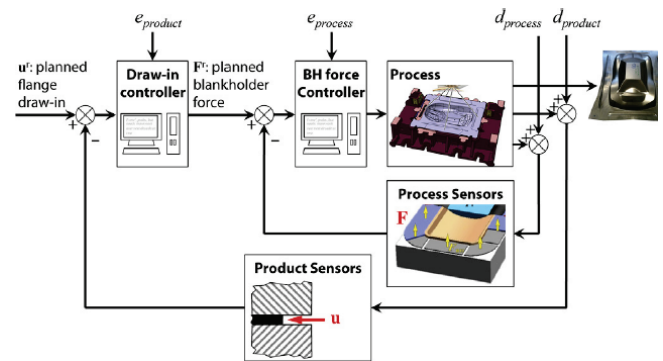 e_product
e_process
d_process
d_product
u^r: planned
flange
draw-in
Draw-in
controller
F^r: planned
blankholder
force
BH force
Controller
Process
+
−
+
−
+
+
+
+
Process Sensors
F
Product Sensors
u